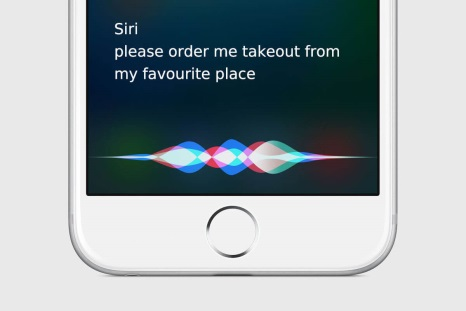 Siri
please order me takeout from
my favourite place